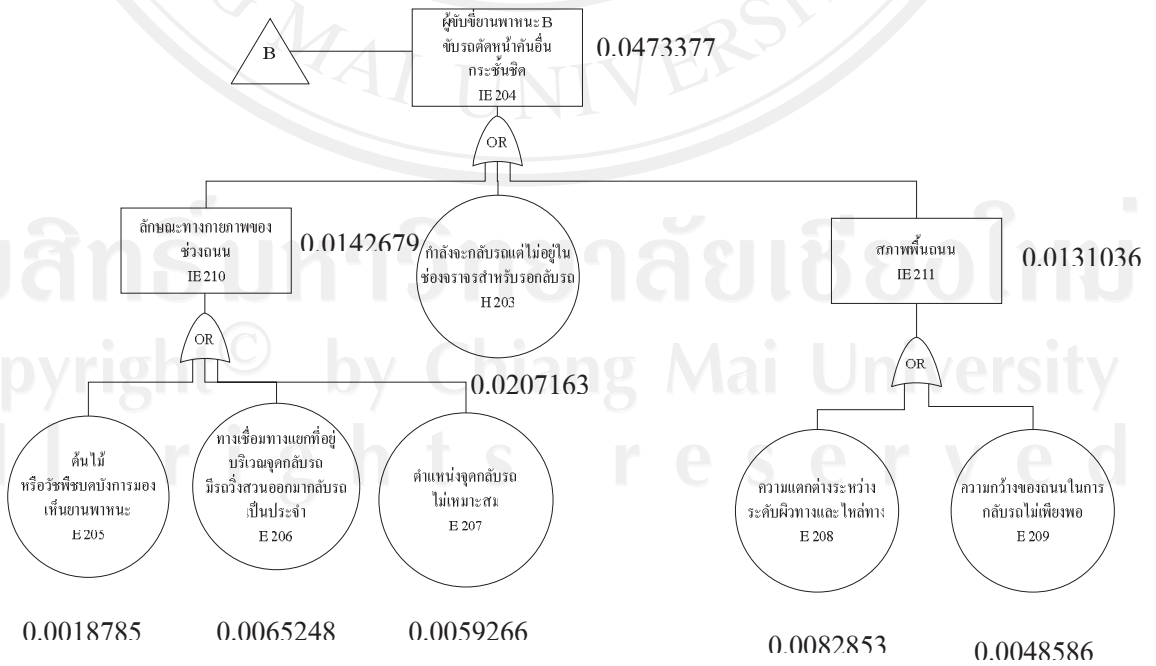 MAI UNIVERSITY
B
ผู้ขับขี่ยานพาหนะ B
ขับรถตัดหน้าคันอื่น
กระชั้นชิด
IE 204
0.0473377
OR
ลักษณะทางกายภาพของ
ช่วงถนน
IE 210
0.0142679
กำลังจะกลับรถแต่ไม่อยู่ใน
ช่องจราจรสำหรับรอกลับรถ
H 203
0.0207163
สภาพพื้นถนน
IE 211
0.0131036
OR
OR
ต้นไม้
หรือวัชพืชบดบังการมอง
เห็นยานพาหนะ
E 205
ทางเชื่อมทางแยกที่อยู่
บริเวณจุดกลับรถ
มีรถวิ่งสวนออกมากลับรถ
เป็นประจำ
E 206
ตำแหน่งจุดกลับรถ
ไม่เหมาะสม
E 207
ความแตกต่างระหว่าง
ระดับผิวทางและไหล่ทาง
E 208
ความกว้างของถนนในการ
กลับรถไม่เพียงพอ
E 209
0.0018785
0.0065248
0.0059266
0.0082853
0.0048586
by Chiang Mai University
reserved